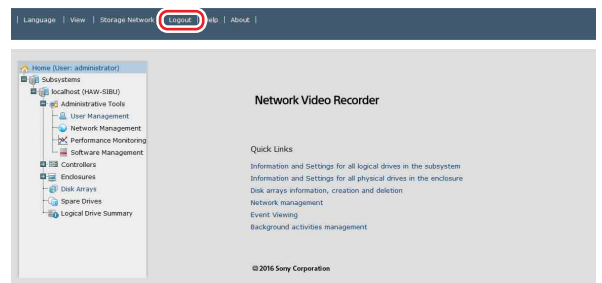 | Language | View | Storage Network | Logout | Help | About |
Home (User: administrator)
Subsystems
localhost (HAW-SIBU)
Administrative Tools
User Management
Network Management
Performance Monitoring
Software Management
Controllers
Enclosures
Disk Arrays
Spare Drives
Logical Drive Summary
Network Video Recorder
Quick Links
Information and Settings for all logical drives in the subsystem
Information and Settings for all physical drives in the enclosure
Disk arrays information, creation and deletion
Network management
Event Viewing
Background activities management
© 2016 Sony Corporation